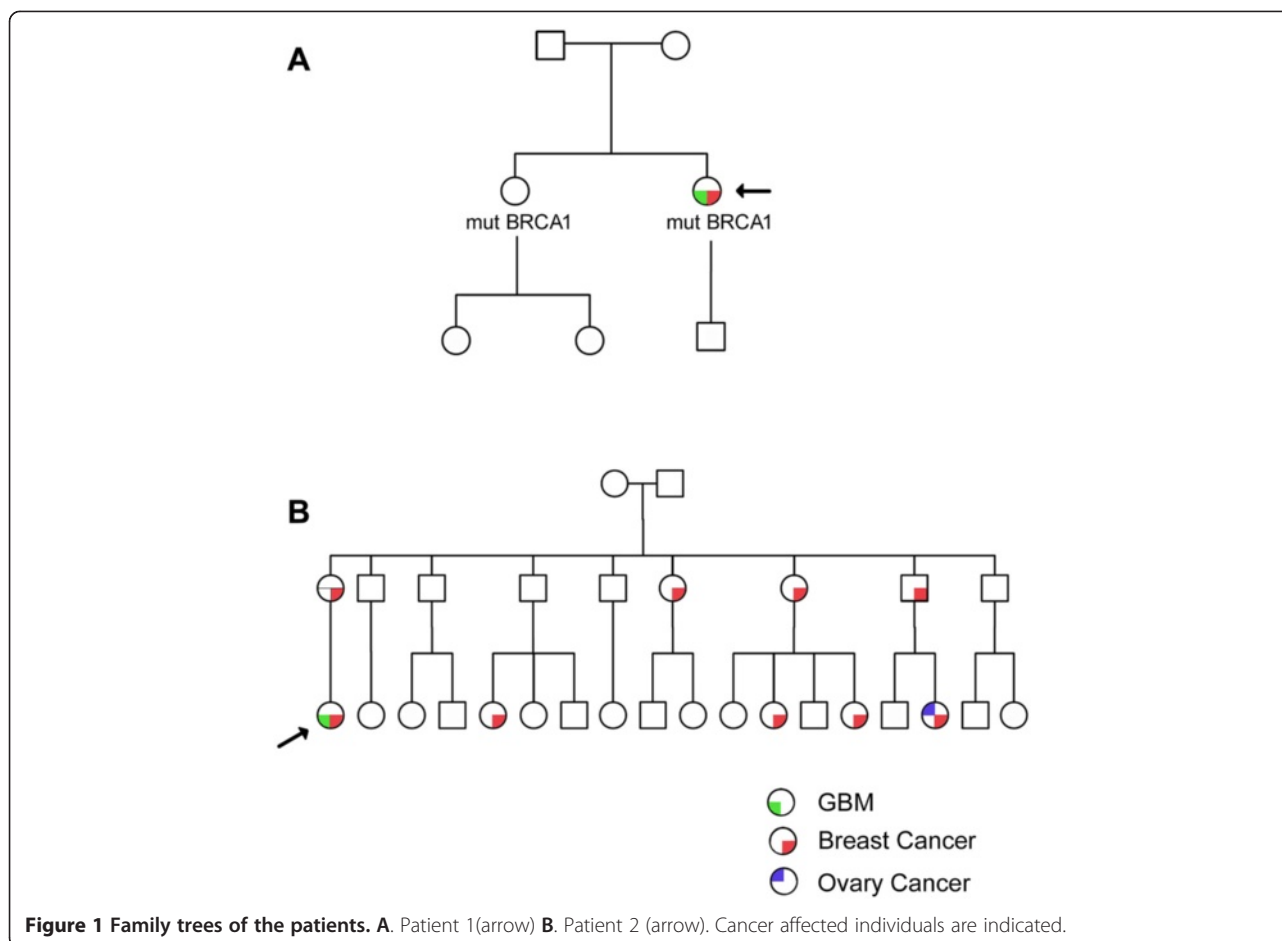 A
mut BRCA1
mut BRCA1
B
GBM
Breast Cancer
Ovary Cancer
Figure 1 Family trees of the patients. A. Patient 1(arrow) B. Patient 2 (arrow). Cancer affected individuals are indicated.